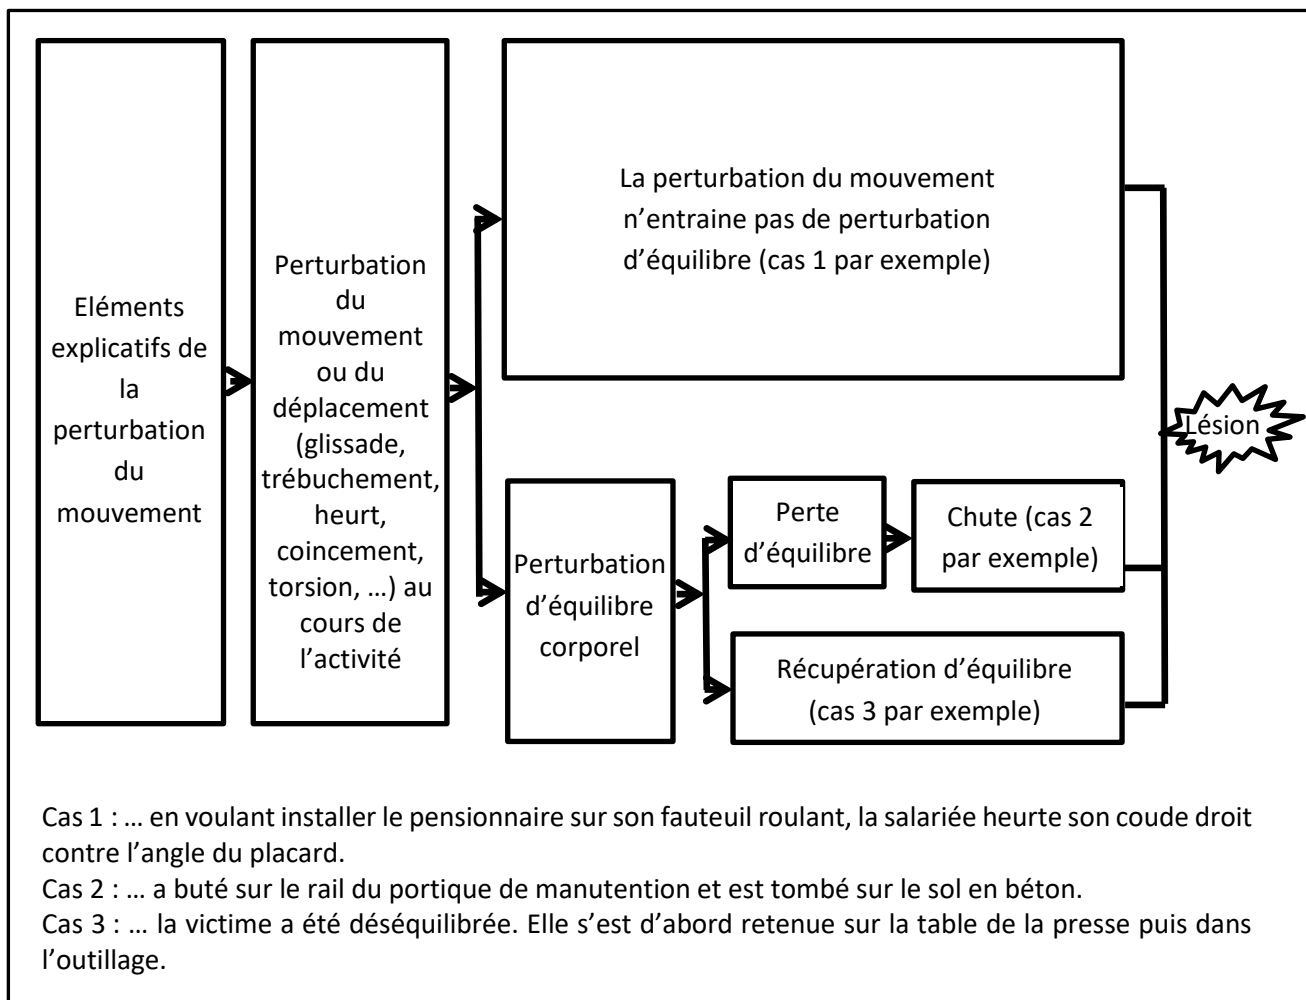 Eléments
explicatifs de
la
perturbation
du
mouvement
Perturbation
du
mouvement
ou du
déplacement
(glissade,
trébuchement,
heurt,
coincement,
torsion, ...) au
cours de
l’activité
La perturbation du mouvement
n’entraine pas de perturbation
d’équilibre (cas 1 par exemple)
Perturbation
d’équilibre
corporel
Perte
d’équilibre
Chute (cas 2
par exemple)
Récupération d’équilibre
(cas 3 par exemple)
Lésion
Cas 1 : ... en voulant installer le pensionnaire sur son fauteuil roulant, la salariée heurte son coude droit
contre l’angle du placard.
Cas 2 : ... a buté sur le rail du portique de manutention et est tombé sur le sol en béton.
Cas 3 : ... la victime a été déséquilibrée. Elle s’est d’abord retenue sur la table de la presse puis dans
l’outillage.